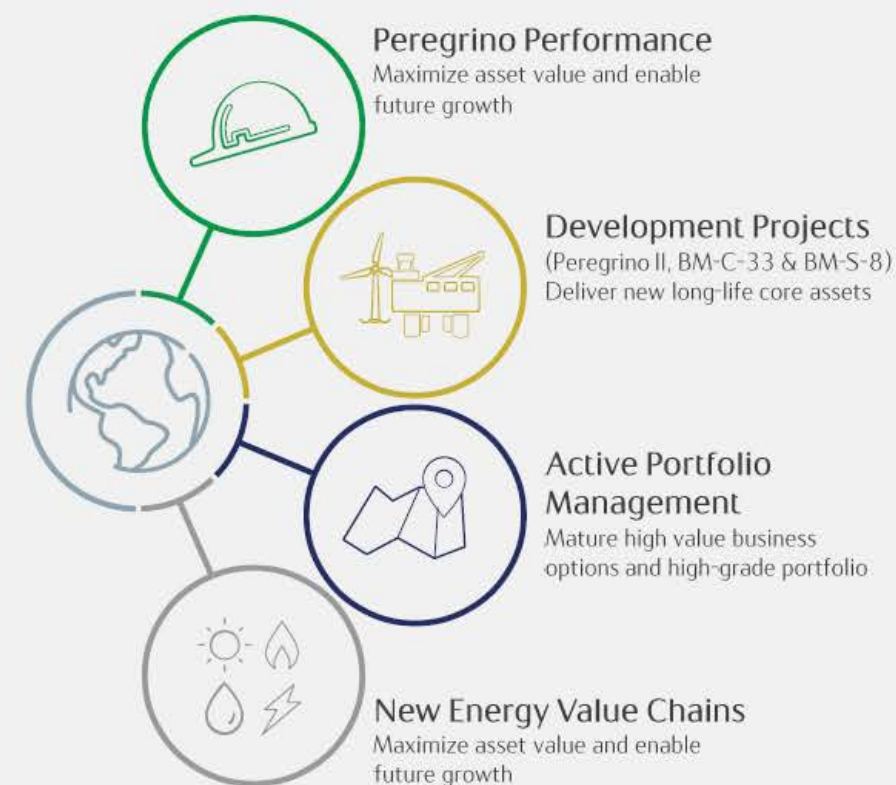 Peregrino Performance
Maximize asset value and enable
future growth
Development Projects
(Peregrino II, BM-C-33 & BM-S-8)
Deliver new long-life core assets
Active Portfolio
Management
Mature high value business
options and high-grade portfolio
New Energy Value Chains
Maximize asset value and enable
future growth